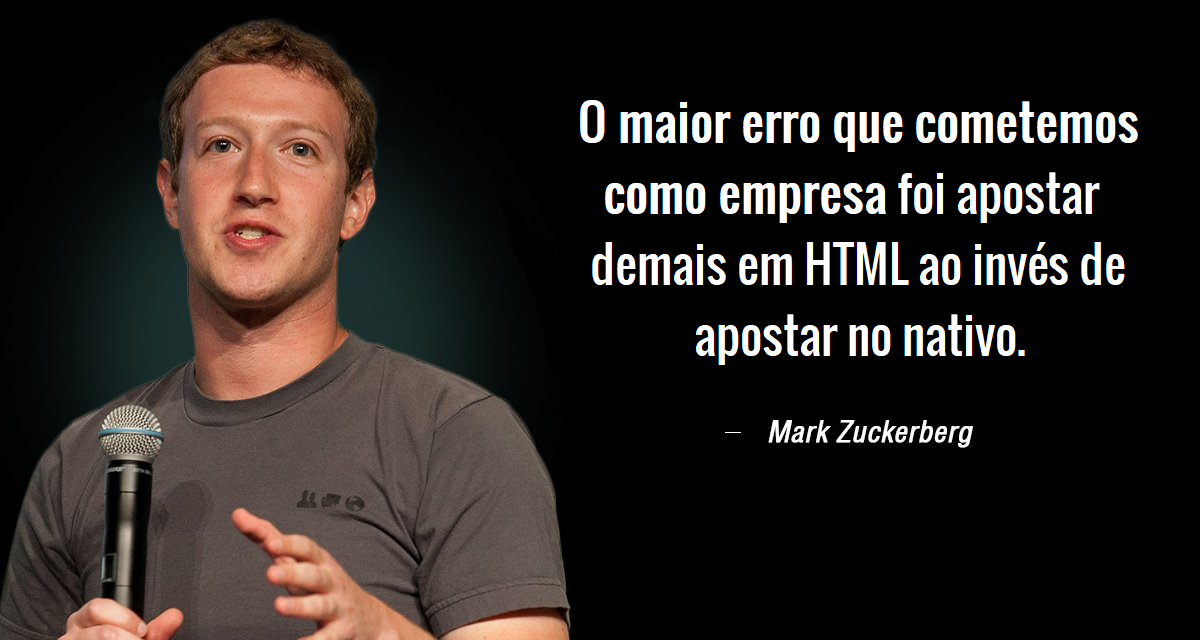 O maior erro que cometemos
como empresa foi apostar
demais em HTML ao invés de
apostar no nativo.
– Mark Zuckerberg